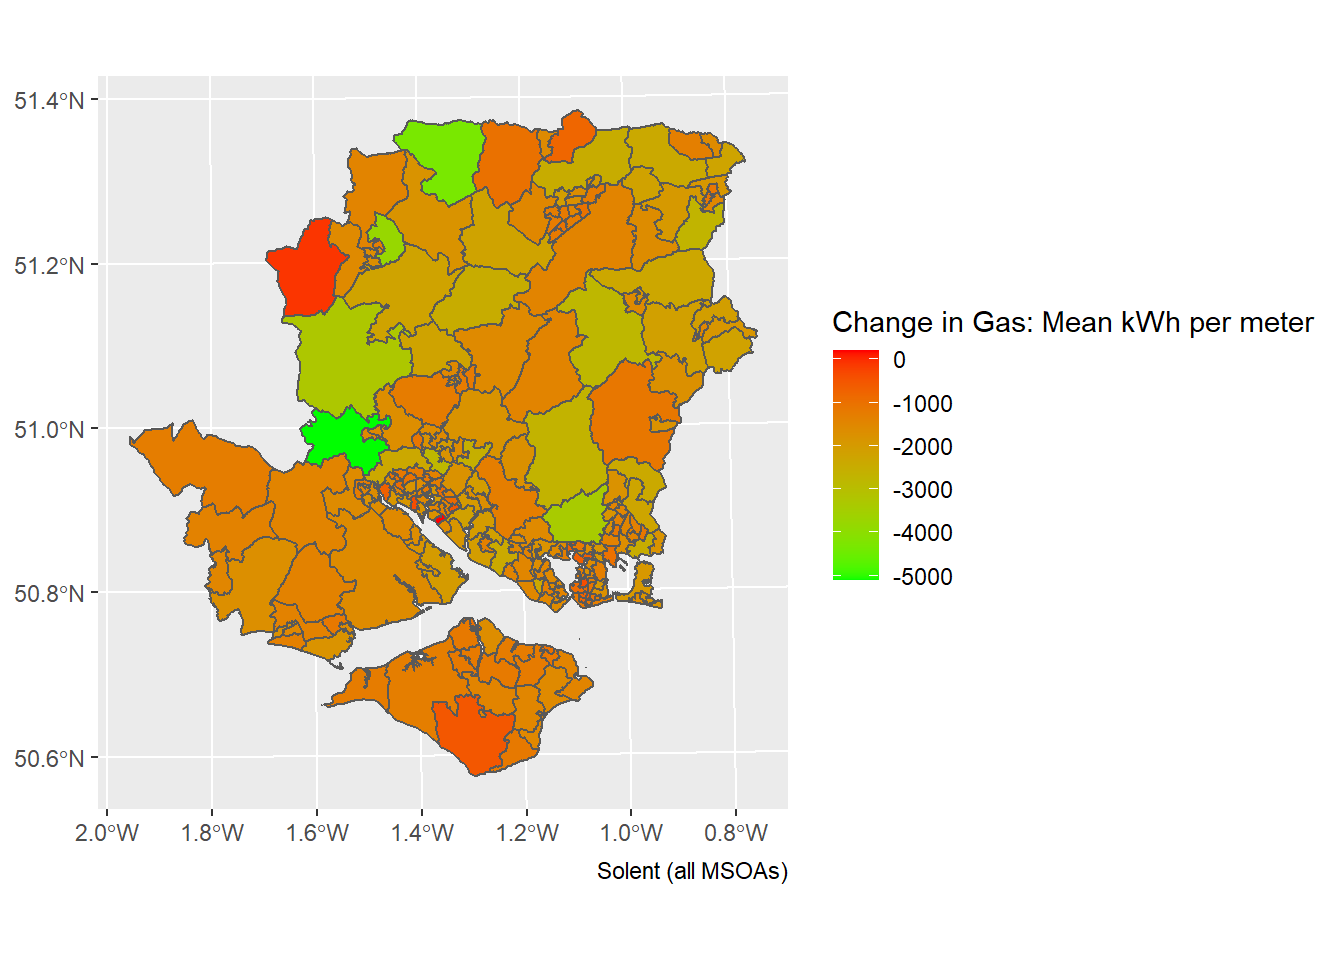 51.4°N
51.2°N
51.0°N
50.8°N
50.6°N
2.0°W 1.8°W 1.6°W 1.4°W 1.2°W 1.0°W 0.8°W
Solent (all MSOAs)
Change in Gas: Mean kWh per meter
0
-1000
-2000
-3000
-4000
-5000